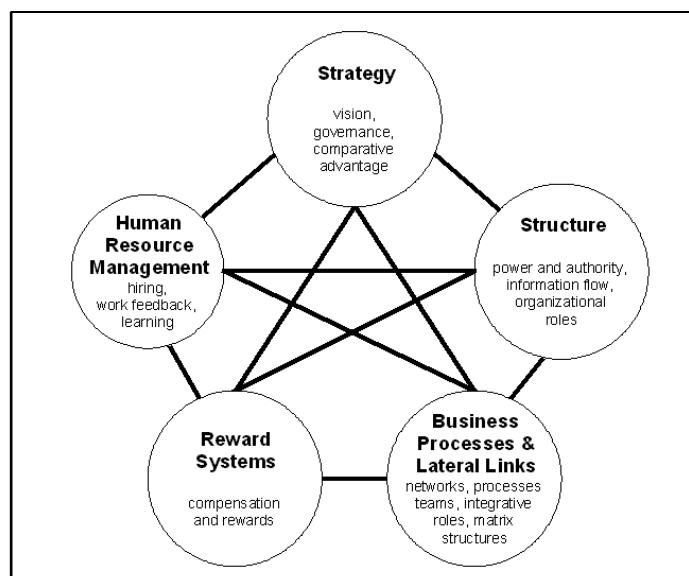 Strategy
vision,
governance,
comparative
advantage
Human
Resource
Management
hiring,
work feedback,
learning
Structure
power and authority,
information flow,
organizational
roles
Reward
Systems
compensation
and rewards
Business
Processes &
Lateral Links
networks, processes
teams, integrative
roles, matrix
structures